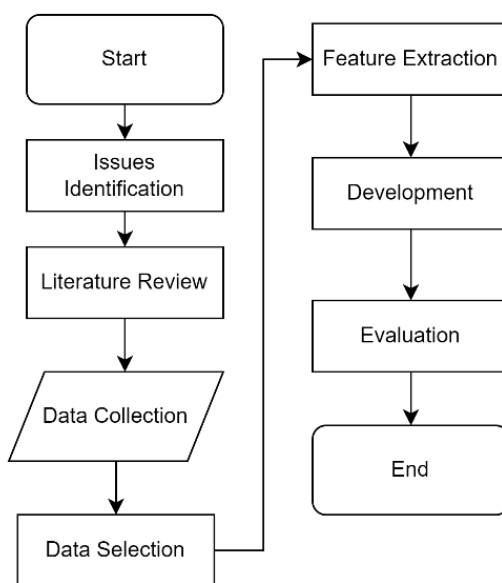 Start
Issues
Identification
Literature Review
Data Collection
Data Selection
Feature Extraction
Development
Evaluation
End